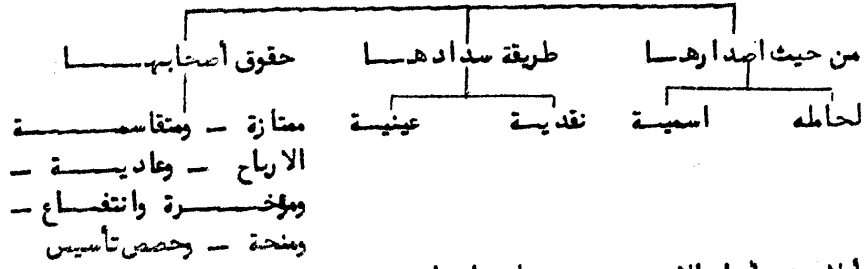 من حيث اصدارها طريقة سدادها حقوق أصحابها
لحامله اسمية نقدية عينية ممتازة - ومتقاسمة
الارباح - وعادية -
ومؤخرة وانتفاع -
ومنحة - وحصص تأسيس